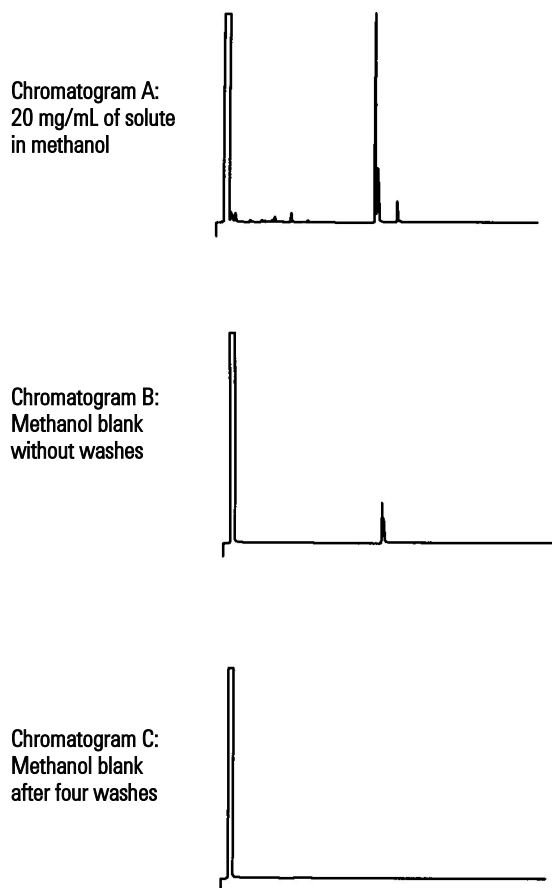 Chromatogram A:
20 mg/mL of solute
in methanol
Chromatogram B:
Methanol blank
without washes
Chromatogram C:
Methanol blank
after four washes